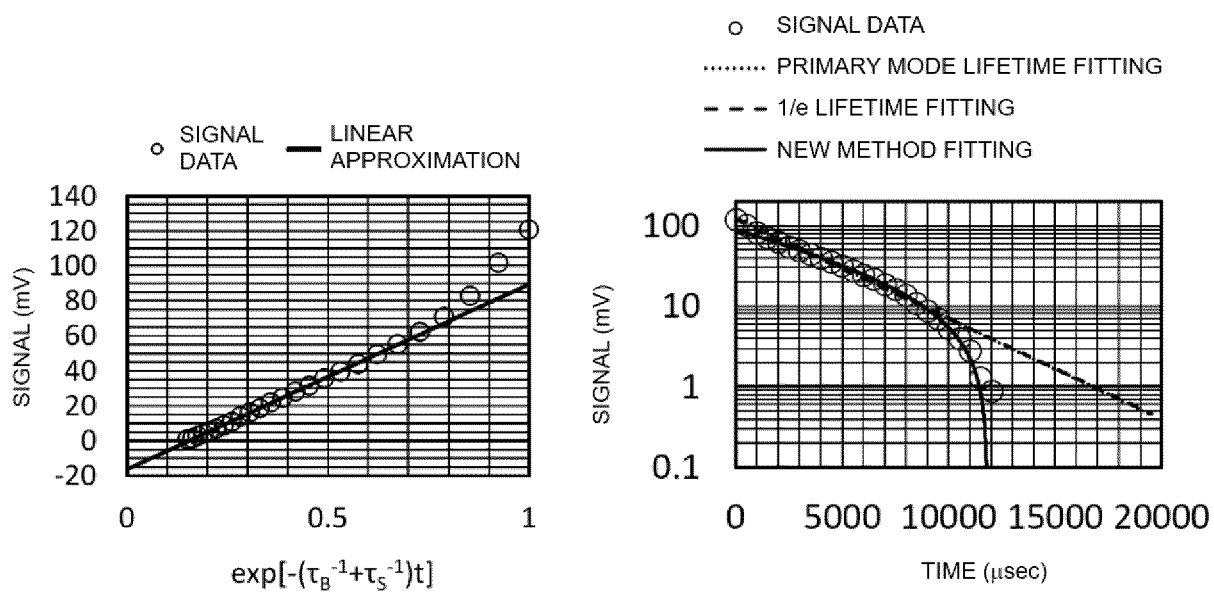 SIGNAL DATA
PRIMARY MODE LIFETIME FITTING
1/e LIFETIME FITTING
NEW METHOD FITTING
SIGNAL DATA
LINEAR APPROXIMATION
140
120
100
80
60
40
20
0
-20
SIGNAL (mV)
0 0.5 1
exp[-(τB⁻¹+τS⁻¹)t]
100
10
1
0.1
SIGNAL (mV)
0 5000 10000 15000 20000
TIME (μsec)